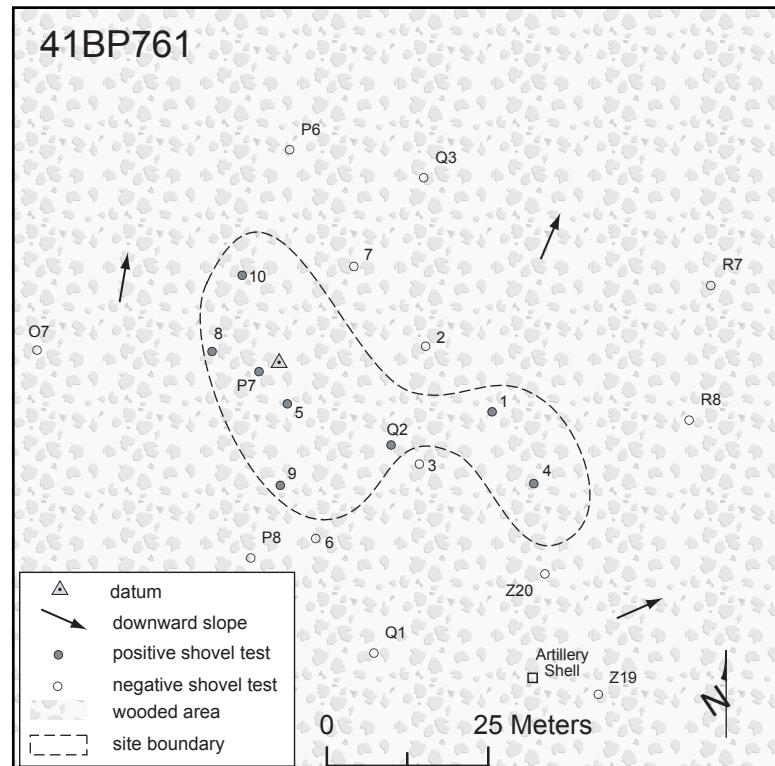 41BP761
P6
Q3
7
R7
10
O7
8
2
P7
5
1
R8
Q2
3
4
9
6
P8
Z20
Q1
Artillery
Shell
Z19
datum
downward slope
positive shovel test
negative shovel test
wooded area
site boundary
0 25 Meters
N